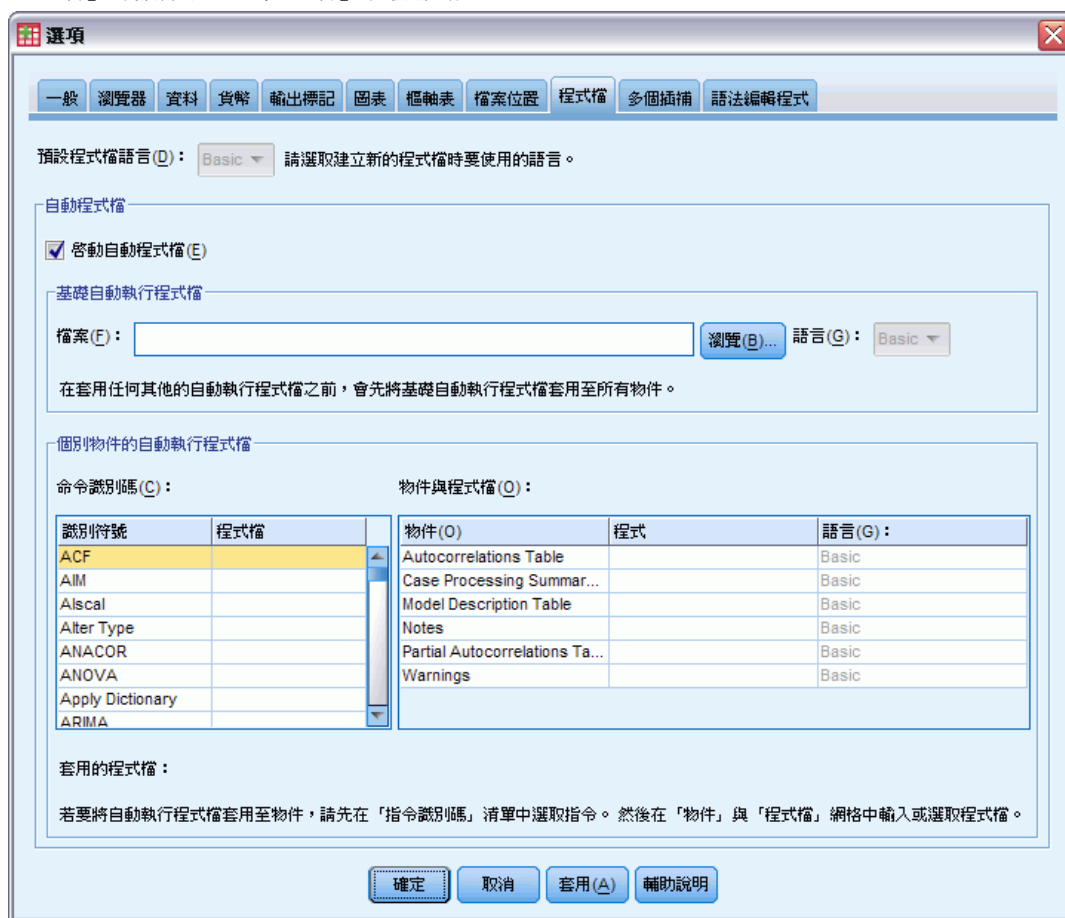 選項
一般 瀏覽器 資料 貨幣 輸出標記 圖表 樞軸表 檔案位置 程式檔 多個插補 語法編輯程式
預設程式檔語言(D)： Basic 請選取建立新的程式檔時要使用的語言。
自動程式檔
啓動自動程式檔(E)
基礎自動執行程式檔
檔案(F)： 瀏覽(B)... 語言(G)： Basic
在套用任何其他的自動執行程式檔之前，會先將基礎自動執行程式檔套用至所有物件。
個別物件的自動執行程式檔
命令識別碼(C)： 物件與程式檔(O)：
識別符號 程式檔 物件(O) 程式 語言(G)：
ACF Autocorrelations Table Basic
AIM Case Processing Summar... Basic
Alscal Model Description Table Basic
Alter Type Notes Basic
ANACOR Partial Autocorrelations Ta... Basic
ANOVA Warnings Basic
Apply Dictionary
ARIMA
套用的程式檔：
若要將自動執行程式檔套用至物件，請先在「指令識別碼」清單中選取指令。然後在「物件」與「程式檔」網格中輸入或選取程式檔。
確定 取消 套用(A) 輔助說明